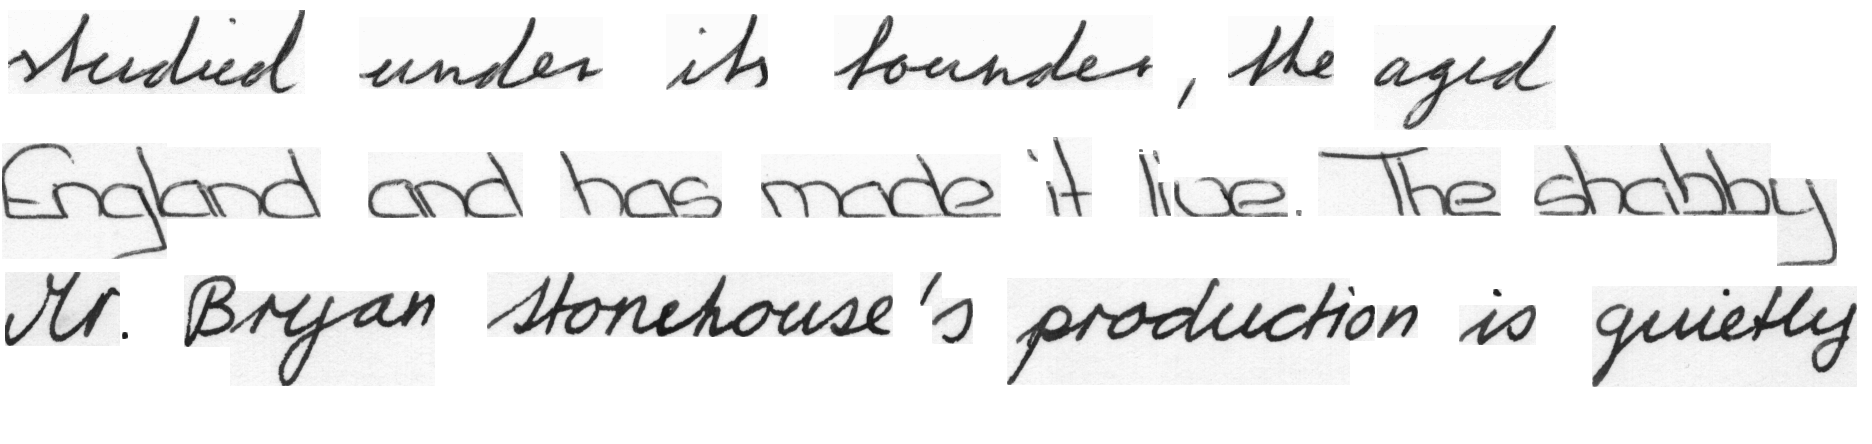 studied under its founder, the aged
England and has made it live. The shabby
Mr. Bryan stonehouse's production is quietly